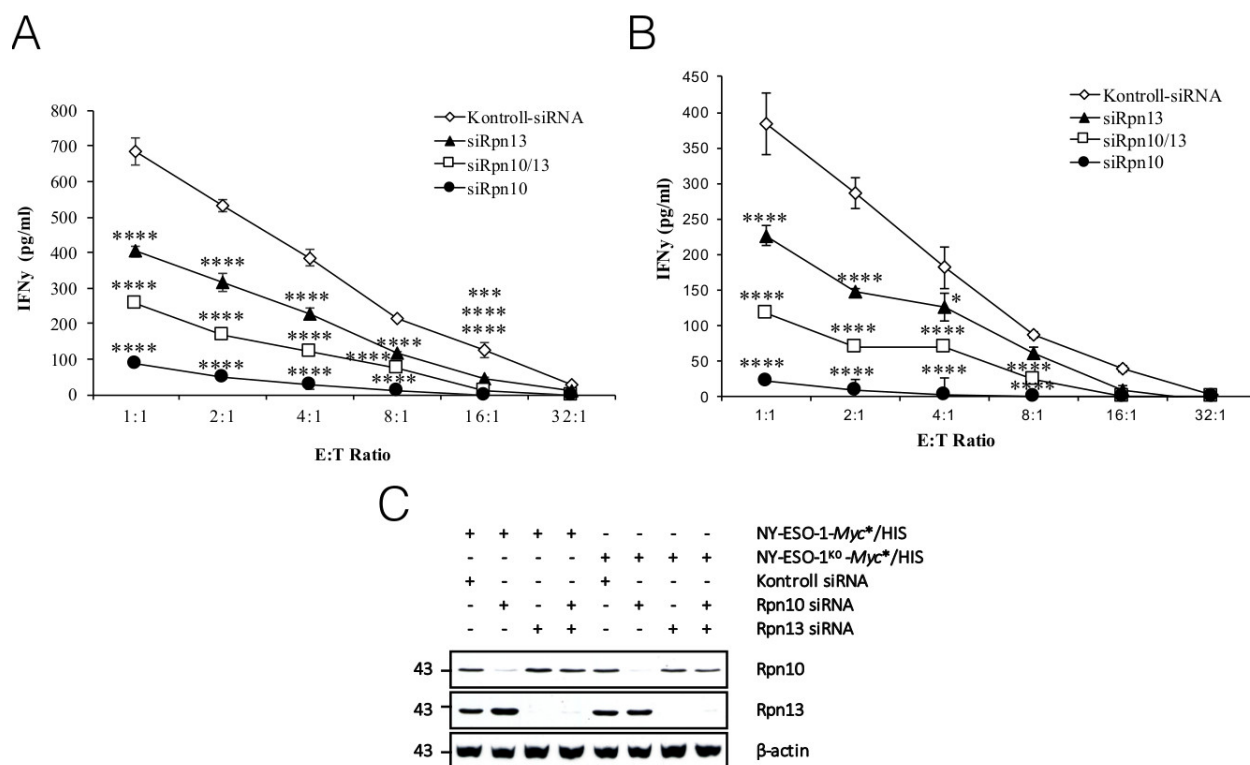 A
800
700
600
500
400
300
200
100
0
IFNγ (pg/ml)
Kontroll-siRNA
siRpn13
siRpn10/13
siRpn10
**** **** **** **** ***
**** **** **** **** ****
**** **** **** **** ****
1:1 2:1 4:1 8:1 16:1 32:1
E:T Ratio
B
450
400
350
300
250
200
150
100
50
0
IFNγ (pg/ml)
Kontroll-siRNA
siRpn13
siRpn10/13
siRpn10
**** **** *
**** **** **** ****
**** **** **** ****
1:1 2:1 4:1 8:1 16:1 32:1
E:T Ratio
C
+ + + + - - - - NY-ESO-1-Myc*/HIS
- - - - + + + + NY-ESO-1ᴷᴼ-Myc*/HIS
+ - - - + - - - Kontroll siRNA
- + - + - + - + Rpn10 siRNA
- - + + - - + + Rpn13 siRNA
43 Rpn10
43 Rpn13
43 β-actin